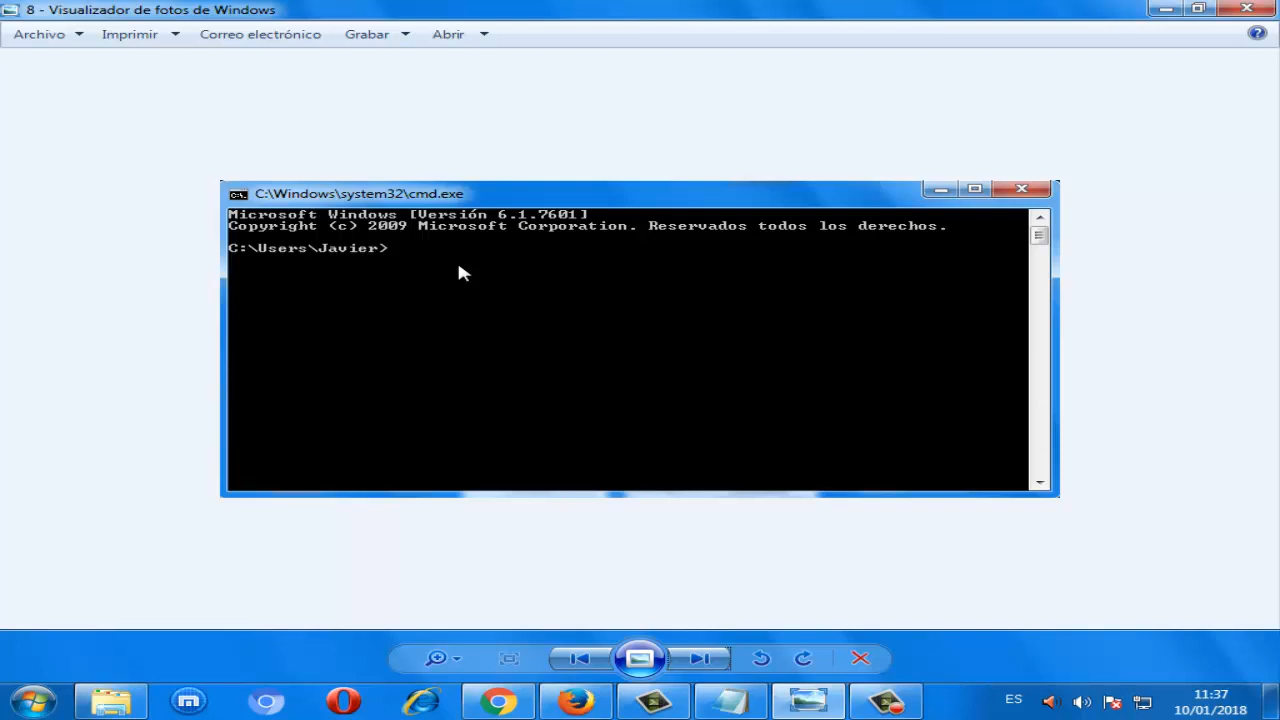 8 - Visualizador de fotos de Windows
Archivo Imprimir Correo electrónico Grabar Abrir
C:\Windows\system32\cmd.exe
Microsoft Windows [Versión 6.1.7601]
Copyright (c) 2009 Microsoft Corporation. Reservados todos los derechos.
C:\Users\Javier>
ES
11:37
10/01/2018